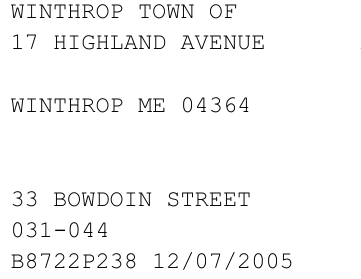 WINTHROP TOWN OF
17 HIGHLAND AVENUE
WINTHROP ME 04364
33 BOWDOIN STREET
031-044
B8722P238 12/07/2005